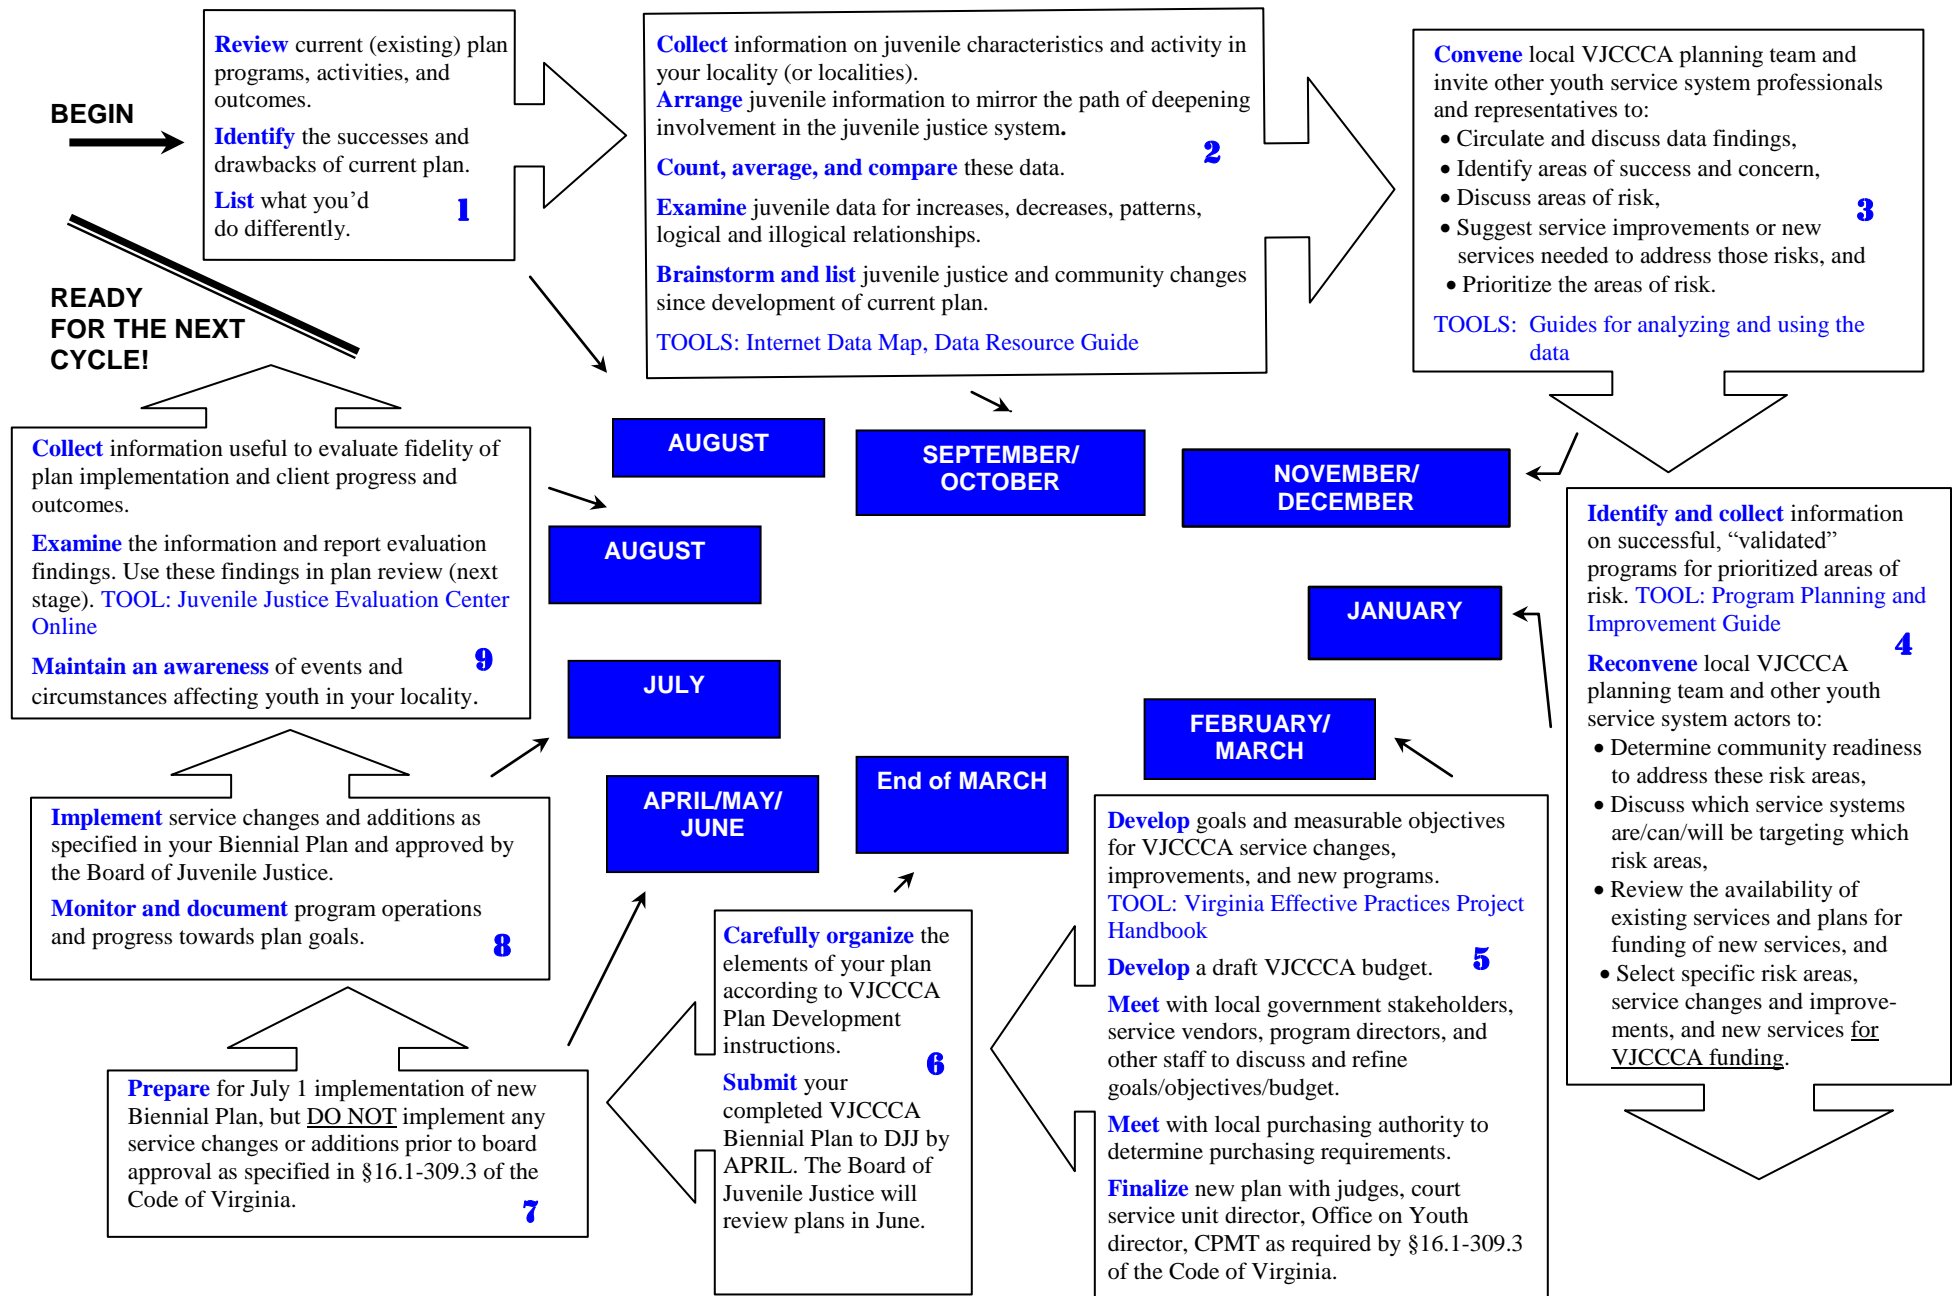 BEGIN
Review current (existing) plan
programs, activities, and
outcomes.
Identify the successes and
drawbacks of current plan.
List what you’d
do differently.
1
Collect information on juvenile characteristics and activity in
your locality (or localities).
Arrange juvenile information to mirror the path of deepening
involvement in the juvenile justice system.
2
Count, average, and compare these data.
Examine juvenile data for increases, decreases, patterns,
logical and illogical relationships.
Brainstorm and list juvenile justice and community changes
since development of current plan.
TOOLS: Internet Data Map, Data Resource Guide
Convene local VJCCCA planning team and
invite other youth service system professionals
and representatives to:
• Circulate and discuss data findings,
• Identify areas of success and concern,
• Discuss areas of risk,
3
• Suggest service improvements or new
services needed to address those risks, and
• Prioritize the areas of risk.
TOOLS: Guides for analyzing and using the
data
AUGUST
SEPTEMBER/
OCTOBER
NOVEMBER/
DECEMBER
Identify and collect information
on successful, “validated”
programs for prioritized areas of
risk. TOOL: Program Planning and
Improvement Guide
4
Reconvene local VJCCCA
planning team and other youth
service system actors to:
• Determine community readiness
to address these risk areas,
• Discuss which service systems
are/can/will be targeting which
risk areas,
• Review the availability of
existing services and plans for
funding of new services, and
• Select specific risk areas,
service changes and improve-
ments, and new services for
VJCCCA funding.
JANUARY
FEBRUARY/
MARCH
Develop goals and measurable objectives
for VJCCCA service changes,
improvements, and new programs.
TOOL: Virginia Effective Practices Project
Handbook
Develop a draft VJCCCA budget.
5
Meet with local government stakeholders,
service vendors, program directors, and
other staff to discuss and refine
goals/objectives/budget.
Meet with local purchasing authority to
determine purchasing requirements.
Finalize new plan with judges, court
service unit director, Office on Youth
director, CPMT as required by §16.1-309.3
of the Code of Virginia.
End of MARCH
Carefully organize the
elements of your plan
according to VJCCCA
Plan Development
instructions.
6
Submit your
completed VJCCCA
Biennial Plan to DJJ by
APRIL. The Board of
Juvenile Justice will
review plans in June.
APRIL/MAY/
JUNE
Prepare for July 1 implementation of new
Biennial Plan, but DO NOT implement any
service changes or additions prior to board
approval as specified in §16.1-309.3 of the
Code of Virginia.
7
JULY
Implement service changes and additions as
specified in your Biennial Plan and approved by
the Board of Juvenile Justice.
Monitor and document program operations
and progress towards plan goals.
8
AUGUST
Collect information useful to evaluate fidelity of
plan implementation and client progress and
outcomes.
Examine the information and report evaluation
findings. Use these findings in plan review (next
stage). TOOL: Juvenile Justice Evaluation Center
Online
Maintain an awareness of events and
circumstances affecting youth in your locality.
9
READY
FOR THE NEXT
CYCLE!